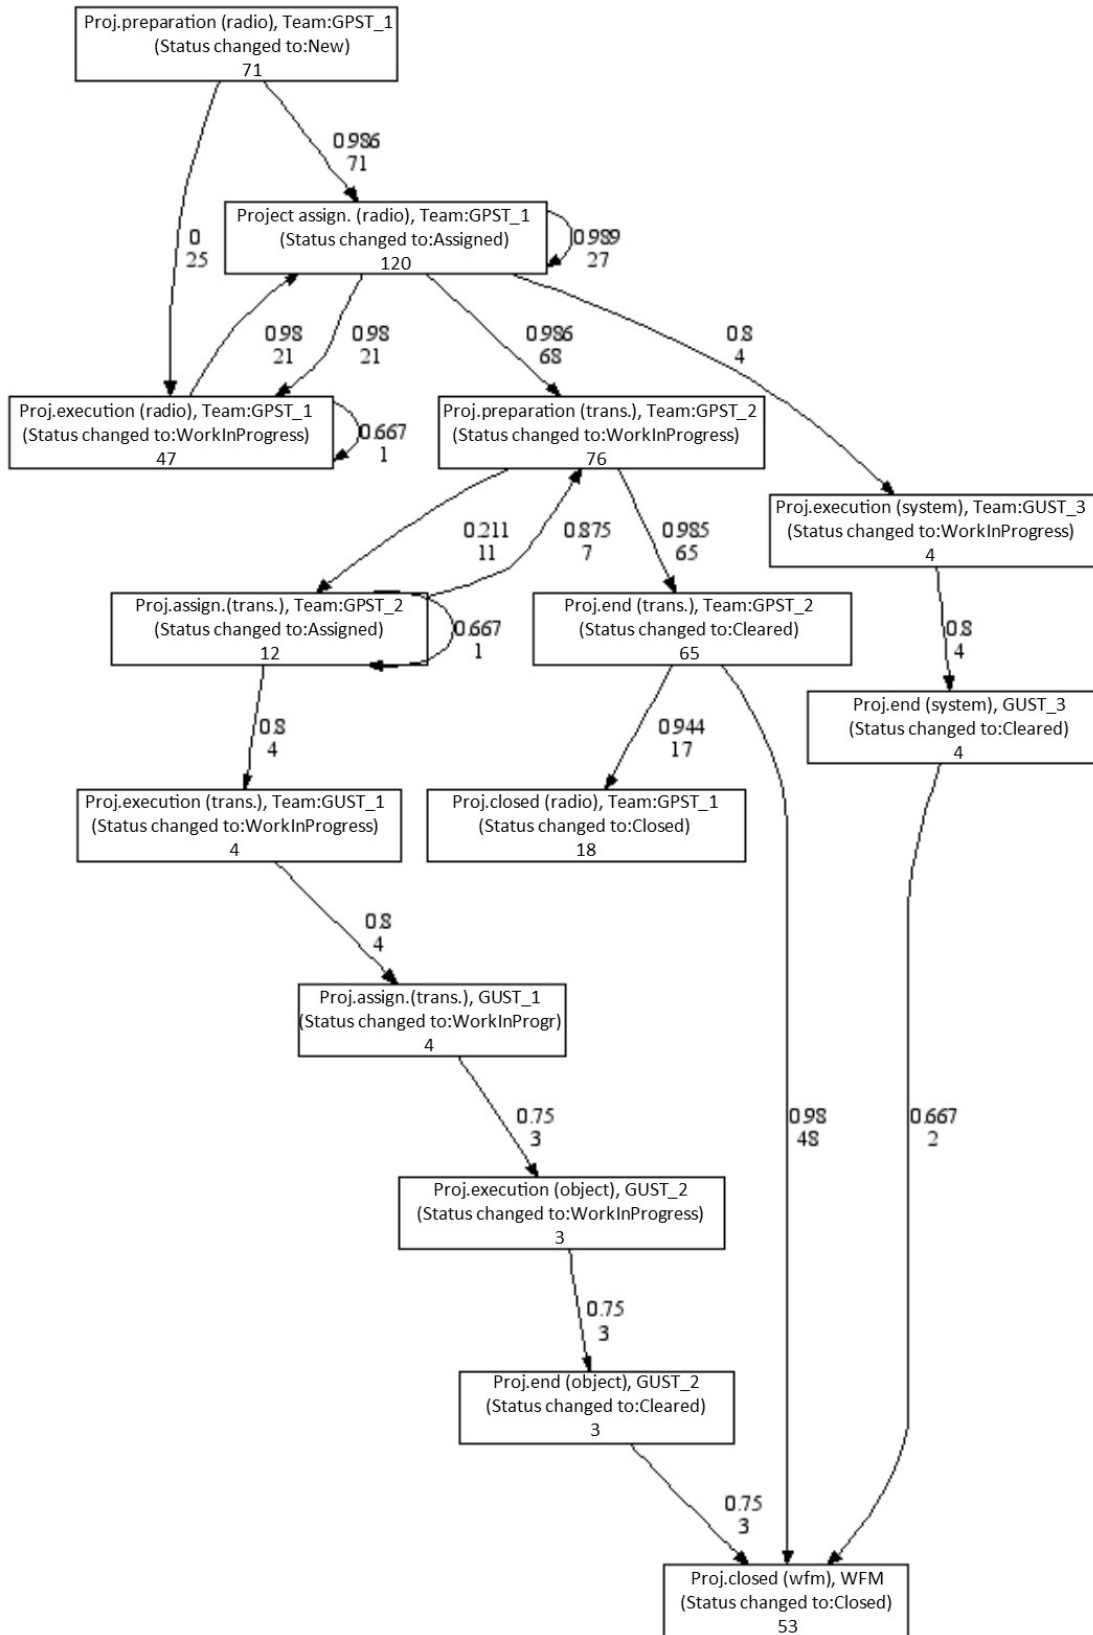 Proj.preparation (radio), Team:GPST_1
(Status changed to:New)
71
0.986
71
Project assign. (radio), Team:GPST_1
(Status changed to:Assigned)
120
0.989
27
0
25
0.98
21
0.98
21
0.986
68
0.8
4
Proj.execution (radio), Team:GPST_1
(Status changed to:WorkInProgress)
47
0.667
1
Proj.preparation (trans.), Team:GPST_2
(Status changed to:WorkInProgress)
76
Proj.execution (system), Team:GUST_3
(Status changed to:WorkInProgress)
4
0.211
11
0.875
7
0.985
65
Proj.assign.(trans.), Team:GPST_2
(Status changed to:Assigned)
12
0.667
1
Proj.end (trans.), Team:GPST_2
(Status changed to:Cleared)
65
0.8
4
Proj.end (system), GUST_3
(Status changed to:Cleared)
4
0.8
4
0.944
17
Proj.execution (trans.), Team:GUST_1
(Status changed to:WorkInProgress)
4
Proj.closed (radio), Team:GPST_1
(Status changed to:Closed)
18
0.8
4
Proj.assign.(trans.), GUST_1
(Status changed to:WorkInProgr)
4
0.75
3
0.98
48
0.667
2
Proj.execution (object), GUST_2
(Status changed to:WorkInProgress)
3
0.75
3
Proj.end (object), GUST_2
(Status changed to:Cleared)
3
0.75
3
Proj.closed (wfm), WFM
(Status changed to:Closed)
53